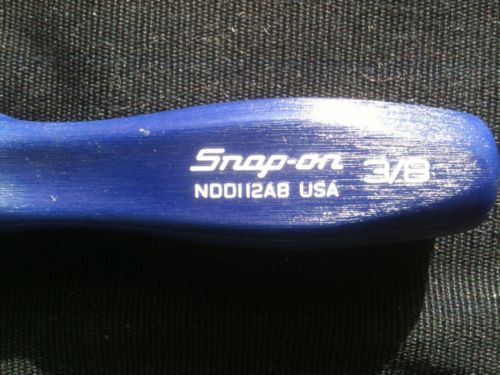 Snap-on 3/8
NDD112AB USA